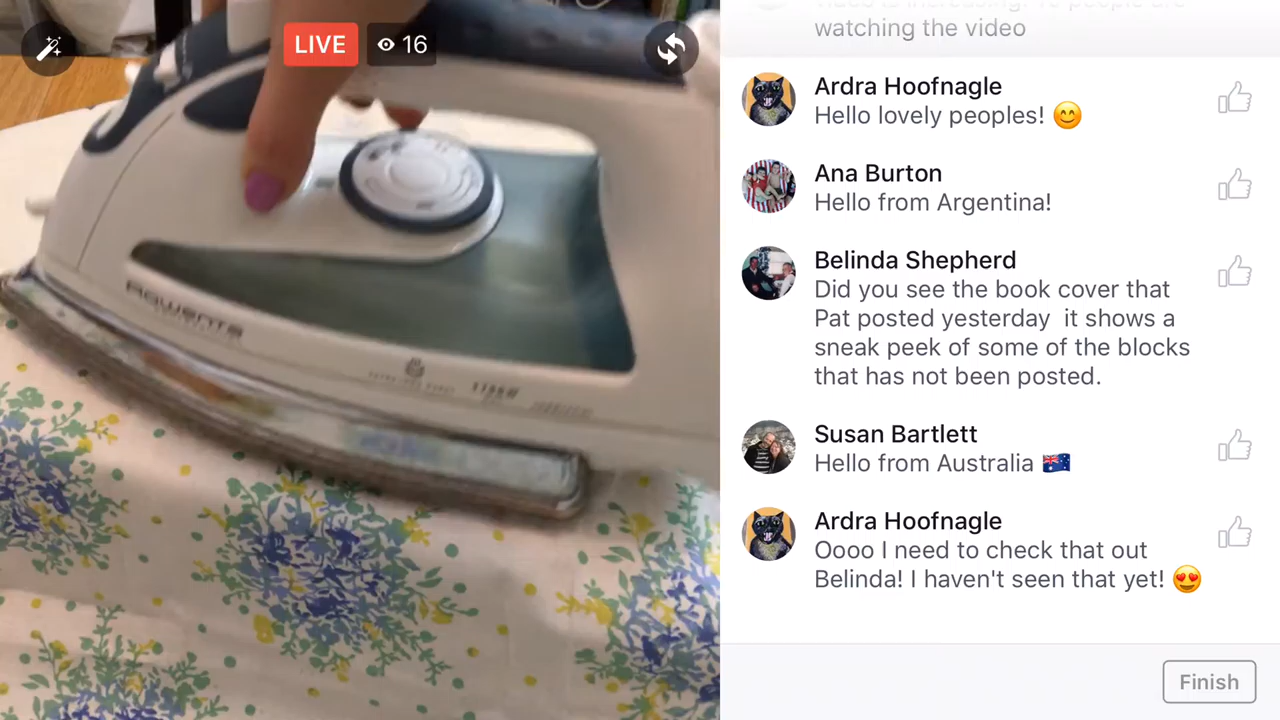 LIVE
16
ROWENTA
watching the video
Ardra Hoofnagle
Hello lovely peoples! 😊
Ana Burton
Hello from Argentina!
Belinda Shepherd
Did you see the book cover that
Pat posted yesterday  it shows a
sneak peek of some of the blocks
that has not been posted.
Susan Bartlett
Hello from Australia 🇦🇺
Ardra Hoofnagle
Oooo I need to check that out
Belinda! I haven't seen that yet! 😍
Finish